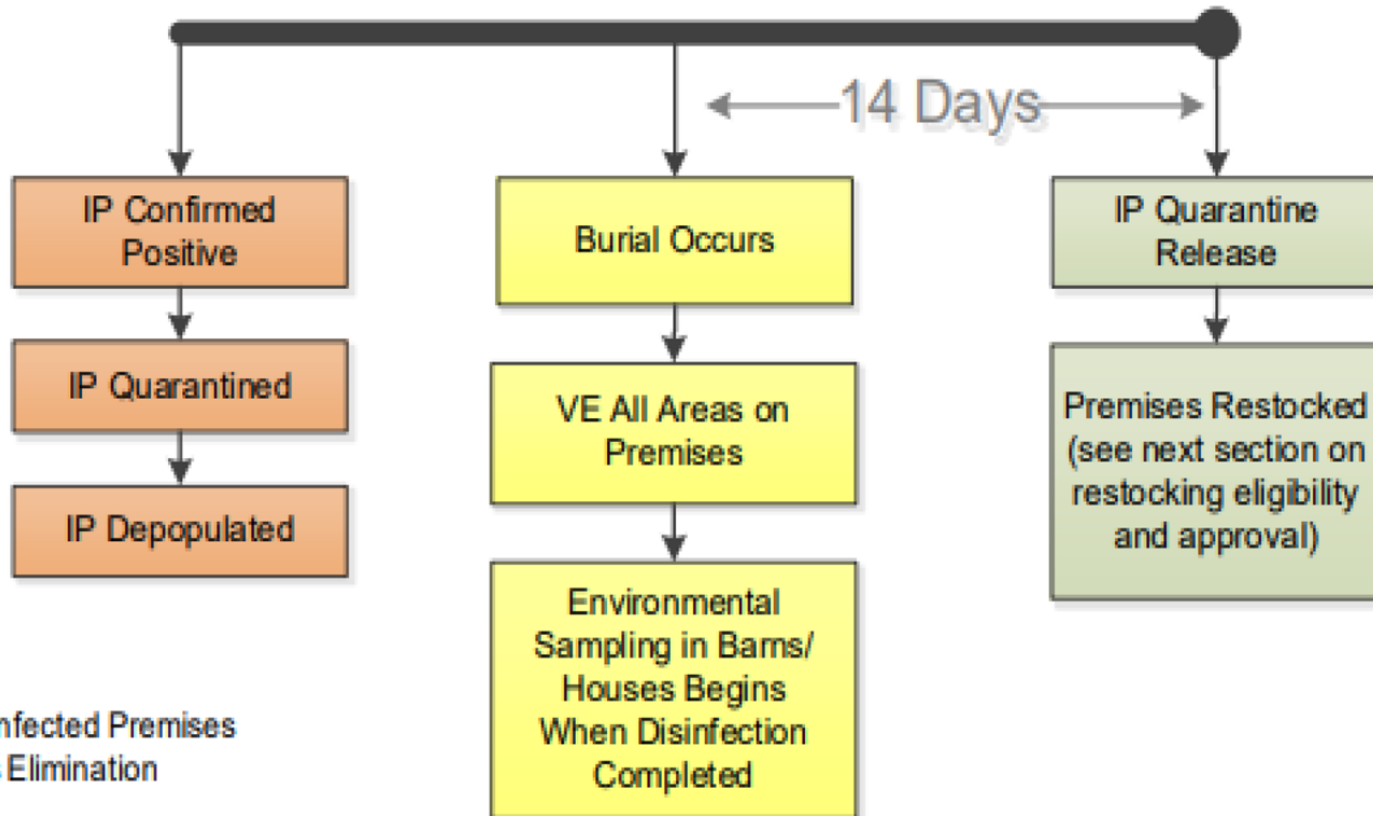 14 Days
IP Confirmed
Positive
IP Quarantined
IP Depopulated
Burial Occurs
VE All Areas on
Premises
Environmental
Sampling in Barns/
Houses Begins
When Disinfection
Completed
IP Quarantine
Release
Premises Restocked
(see next section on
restocking eligibility
and approval)
nfected Premises
s Elimination